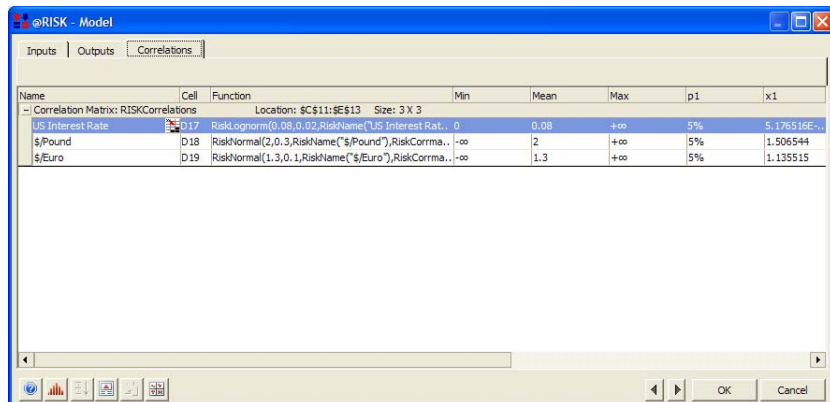 @RISK - Model
Inputs Outputs Correlations
Name Cell Function Min Mean Max p1 x1
Correlation Matrix: RISKCorrelations Location: $C$11:$E$13 Size: 3 X 3
US Interest Rate D17 RiskLognorm(0.08,0.02,RiskName("US Interest Rat.. 0 0.08 +∞ 5% 5.176516E-..
$/Pound D18 RiskNormal(2,0.3,RiskName("$/Pound"),RiskCorrma.. -∞ 2 +∞ 5% 1.506544
$/Euro D19 RiskNormal(1.3,0.1,RiskName("$/Euro"),RiskCorrma.. -∞ 1.3 +∞ 5% 1.135515
OK Cancel